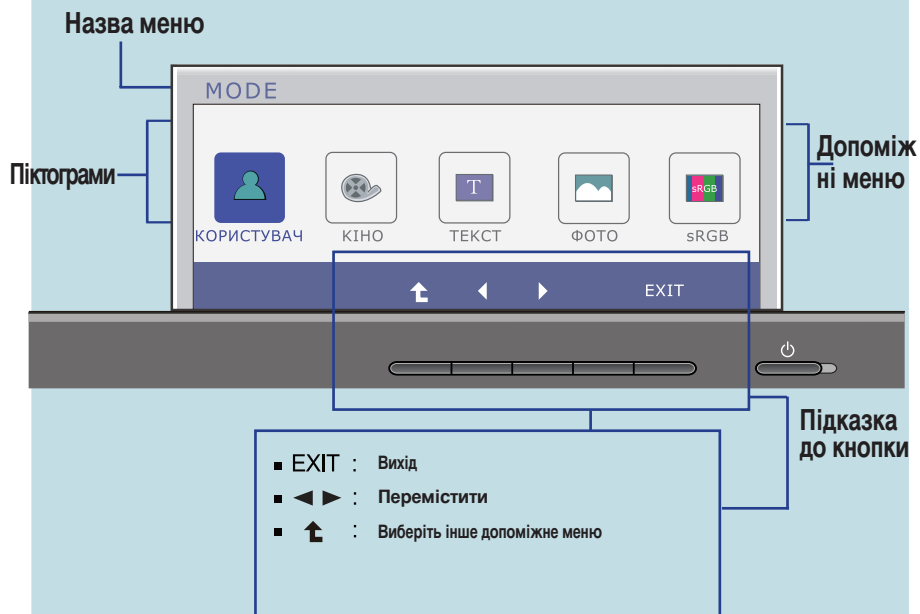 Назва меню
MODE
Піктограми
Допоміж
ні меню
КОРИСТУВАЧ
КІНО
T
ТЕКСТ
ФОТО
sRGB
sRGB
EXIT
Підказка
до кнопки
EXIT : Вихід
◄ ► : Перемістити
: Виберіть інше допоміжне меню